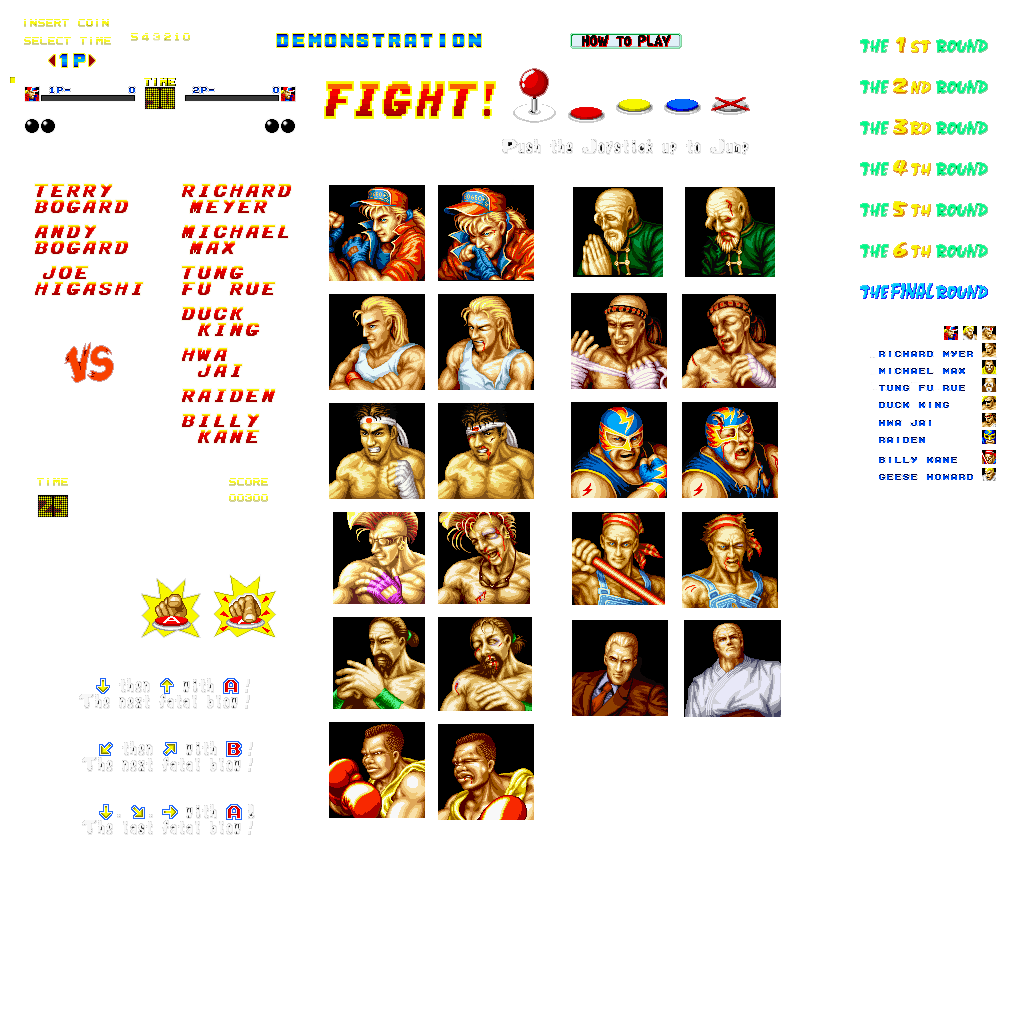 INSERT COIN
SELECT TIME 543210
1P
DEMONSTRATION
HOW TO PLAY
TIME
1P- 0
2P- 0
FIGHT!
Push the Joystick up to Jump
TERRY
BOGARD
ANDY
BOGARD
JOE
HIGASHI
VS
RICHARD
MEYER
MICHAEL
MAX
TUNG
FU RUE
DUCK
KING
HWA
JAI
RAIDEN
BILLY
KANE
TIME
SCORE
00300
A
then with A !
The next fatal blow!
then with B !
The next fatal blow!
with A !
The last fatal blow!
THE 1ST ROUND
THE 2ND ROUND
THE 3RD ROUND
THE 4TH ROUND
THE 5TH ROUND
THE 6TH ROUND
THE FINAL ROUND
RICHARD MYER
MICHAEL MAX
TUNG FU RUE
DUCK KING
HWA JAI
RAIDEN
BILLY KANE
GEESE HOWARD